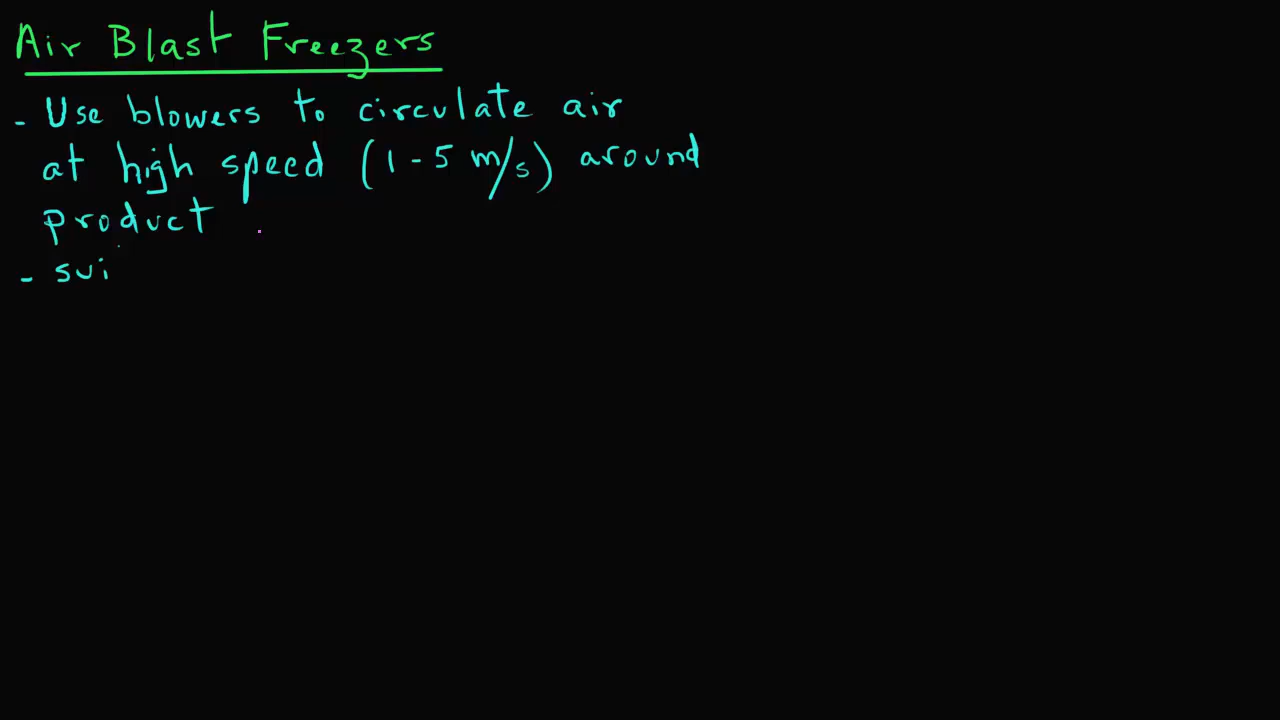 Air Blast Freezers
- Use blowers to circulate air
at high speed (1 - 5 m/s) around
product
- sui